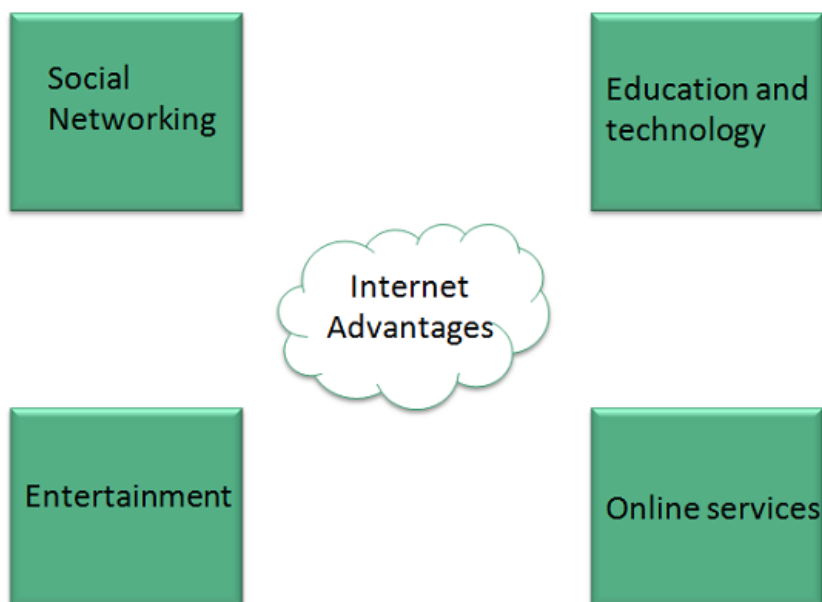 Social
Networking
Education and
technology
Internet
Advantages
Entertainment
Online services